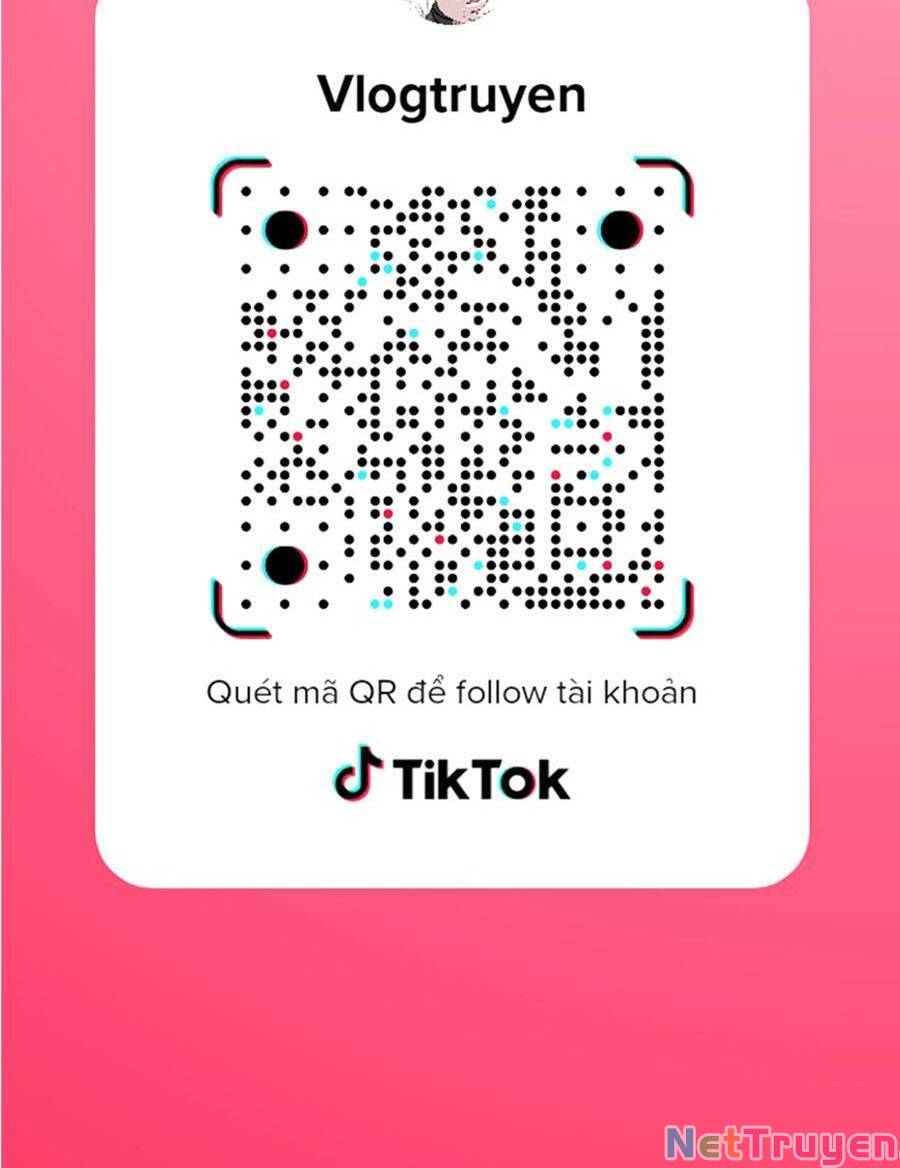 Vlogtruyen
Quét mã QR để follow tài khoản
TikTok
NetTruyen